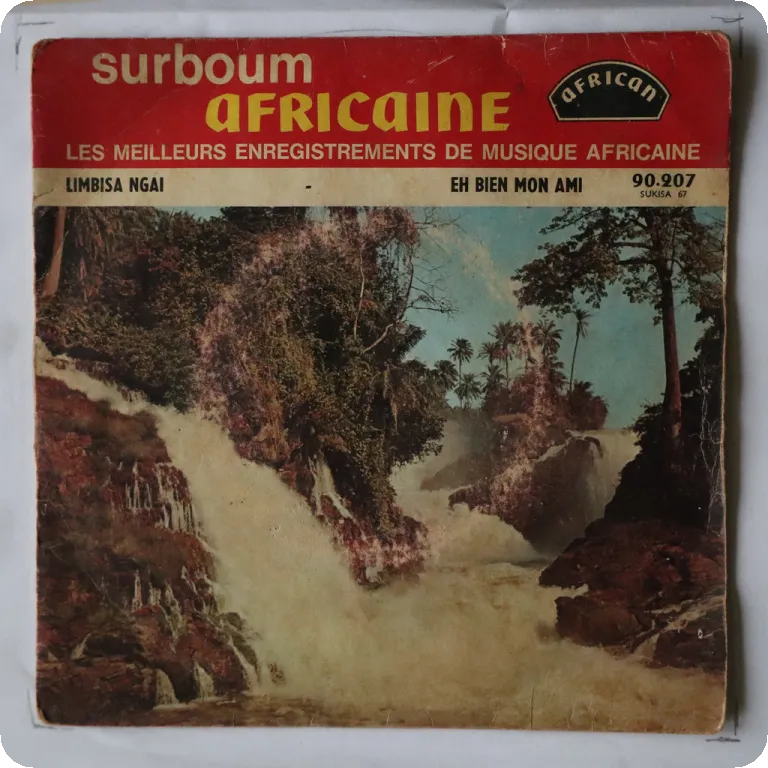 surboum
AFRICAINE
AFRICAN
LES MEILLEURS ENREGISTREMENTS DE MUSIQUE AFRICAINE
LIMBISA NGAI - EH BIEN MON AMI 90.207
SUKISA 67